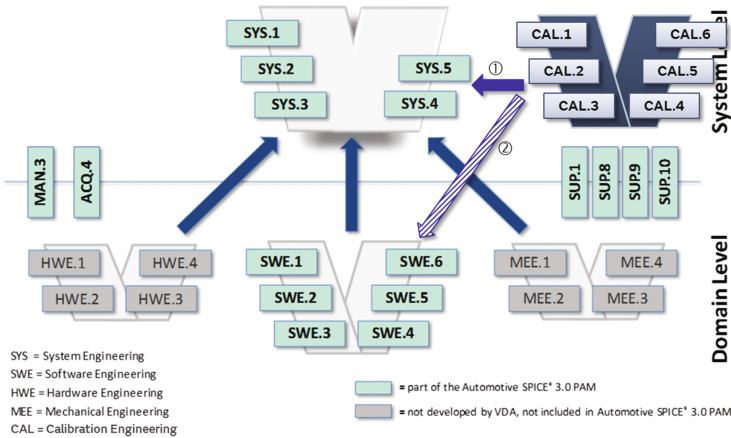 SYS.1
SYS.2
SYS.3
SYS.5
SYS.4
①
②
CAL.1
CAL.2
CAL.3
CAL.6
CAL.5
CAL.4
System Level
MAN.3
ACQ.4
SUP.1
SUP.8
SUP.9
SUP.10
HWE.1
HWE.2
HWE.4
HWE.3
SWE.1
SWE.2
SWE.3
SWE.6
SWE.5
SWE.4
MEE.1
MEE.2
MEE.4
MEE.3
Domain Level
SYS = System Engineering
SWE = Software Engineering
HWE = Hardware Engineering
MEE = Mechanical Engineering
CAL = Calibration Engineering
= part of the Automotive SPICE® 3.0 PAM
= not developed by VDA, not included in Automotive SPICE® 3.0 PAM